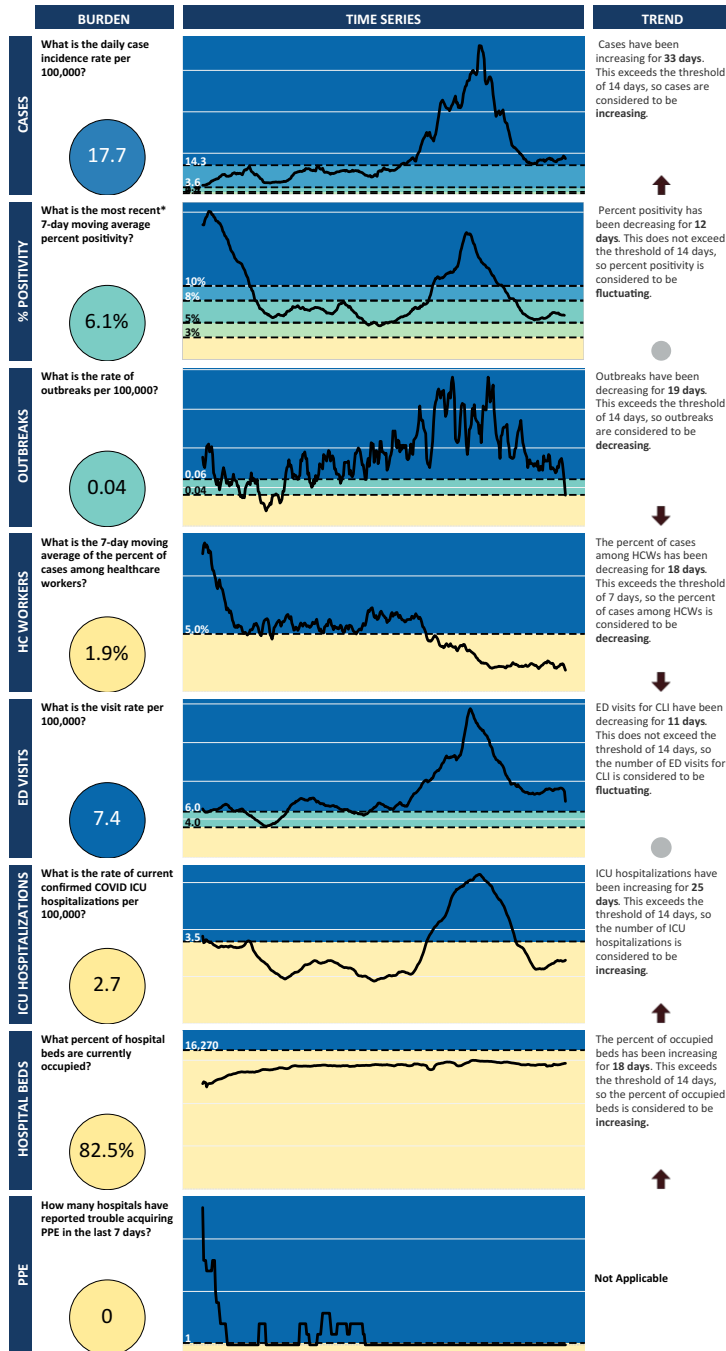 BURDEN
TIME SERIES
TREND
CASES
What is the daily case
incidence rate per
100,000?
17.7
14.3
3.6
Cases have been
increasing for 33 days.
This exceeds the threshold
of 14 days, so cases are
considered to be
increasing.
% POSITIVITY
What is the most recent*
7-day moving average
percent positivity?
6.1%
10%
8%
5%
3%
Percent positivity has
been decreasing for 12
days. This does not exceed
the threshold of 14 days,
so percent positivity is
considered to be
fluctuating.
OUTBREAKS
What is the rate of
outbreaks per 100,000?
0.04
0.06
0.04
Outbreaks have been
decreasing for 19 days.
This exceeds the threshold
of 14 days, so outbreaks
are considered to be
decreasing.
HC WORKERS
What is the 7-day moving
average of the percent of
cases among healthcare
workers?
1.9%
5.0%
The percent of cases
among HCWs has been
decreasing for 18 days.
This exceeds the threshold
of 7 days, so the percent
of cases among HCWs is
considered to be
decreasing.
ED VISITS
What is the visit rate per
100,000?
7.4
6.0
4.0
ED visits for CLI have been
decreasing for 11 days.
This does not exceed the
threshold of 14 days, so
the number of ED visits for
CLI is considered to be
fluctuating.
ICU HOSPITALIZATIONS
What is the rate of current
confirmed COVID ICU
hospitalizations per
100,000?
2.7
3.5
ICU hospitalizations have
been increasing for 25
days. This exceeds the
threshold of 14 days, so
the number of ICU
hospitalizations is
considered to be
increasing.
HOSPITAL BEDS
What percent of hospital
beds are currently
occupied?
82.5%
16,270
The percent of occupied
beds has been increasing
for 18 days. This exceeds
the threshold of 14 days,
so the percent of occupied
beds is considered to be
increasing.
PPE
How many hospitals have
reported trouble acquiring
PPE in the last 7 days?
0
1
Not Applicable